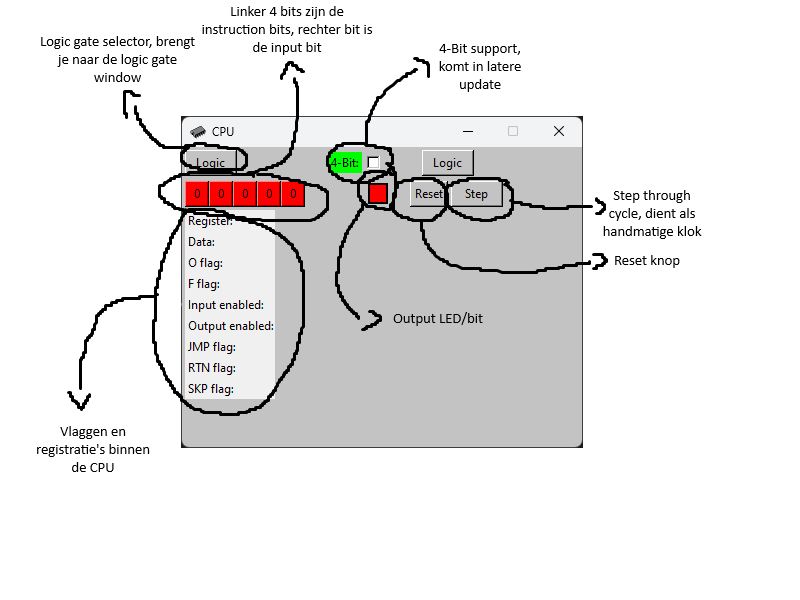 Linker 4 bits zijn de
instruction bits, rechter bit is
de input bit
Logic gate selector, brengt
je naar de logic gate
window
4-Bit support,
komt in latere
update
CPU
Logic
4-Bit:
Logic
0 0 0 0 0
Reset
Step
Register:
Data:
O flag:
F flag:
Input enabled:
Output enabled:
JMP flag:
RTN flag:
SKP flag:
Step through
cycle, dient als
handmatige klok
Reset knop
Output LED/bit
Vlaggen en
registratie's binnen
de CPU